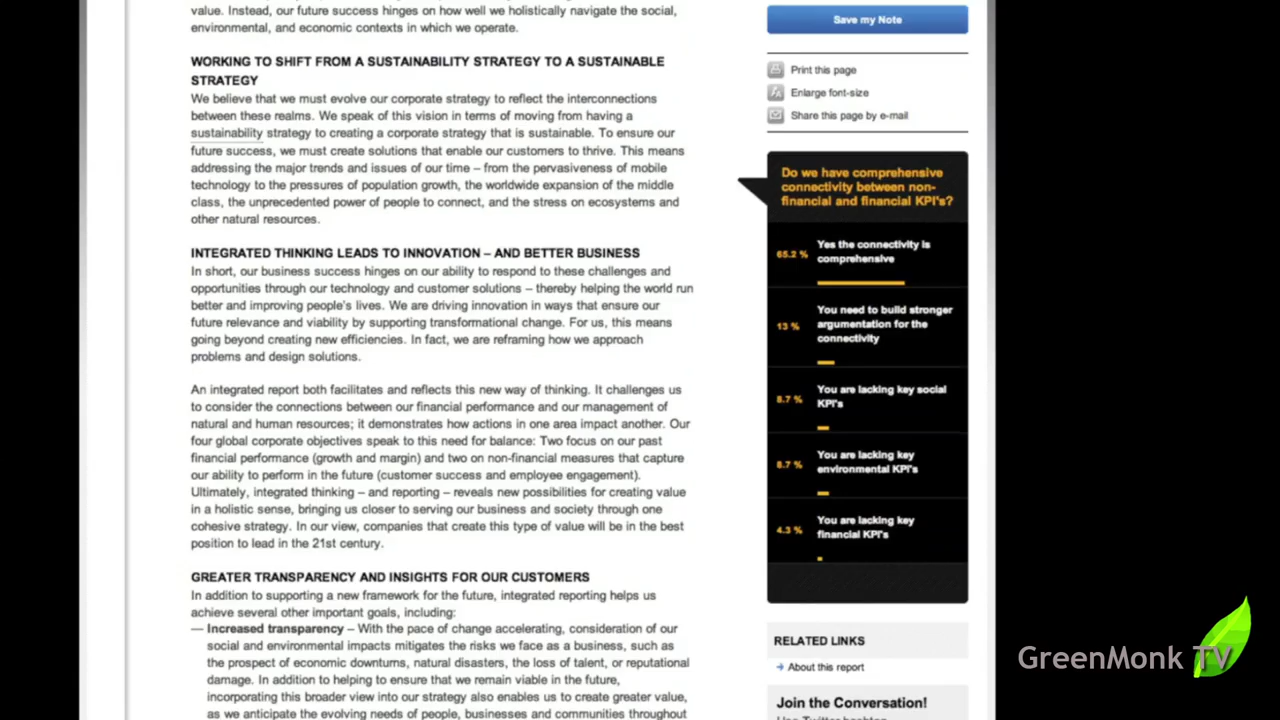 value. Instead, our future success hinges on how well we holistically navigate the social,
environmental, and economic contexts in which we operate.
WORKING TO SHIFT FROM A SUSTAINABILITY STRATEGY TO A SUSTAINABLE
STRATEGY
We believe that we must evolve our corporate strategy to reflect the interconnections
between these realms. We speak of this vision in terms of moving from having a
sustainability strategy to creating a corporate strategy that is sustainable. To ensure our
future success, we must create solutions that enable our customers to thrive. This means
addressing the major trends and issues of our time – from the pervasiveness of mobile
technology to the pressures of population growth, the worldwide expansion of the middle
class, the unprecedented power of people to connect, and the stress on ecosystems and
other natural resources.
INTEGRATED THINKING LEADS TO INNOVATION – AND BETTER BUSINESS
In short, our business success hinges on our ability to respond to these challenges and
opportunities through our technology and customer solutions – thereby helping the world run
better and improving people's lives. We are driving innovation in ways that ensure our
future relevance and viability by supporting transformational change. For us, this means
going beyond creating new efficiencies. In fact, we are reframing how we approach
problems and design solutions.
An integrated report both facilitates and reflects this new way of thinking. It challenges us
to consider the connections between our financial performance and our management of
natural and human resources; it demonstrates how actions in one area impact another. Our
four global corporate objectives speak to this need for balance: Two focus on our past
financial performance (growth and margin) and two on non-financial measures that capture
our ability to perform in the future (customer success and employee engagement).
Ultimately, integrated thinking – and reporting – reveals new possibilities for creating value
in a holistic sense, bringing us closer to serving our business and society through one
cohesive strategy. In our view, companies that create this type of value will be in the best
position to lead in the 21st century.
GREATER TRANSPARENCY AND INSIGHTS FOR OUR CUSTOMERS
In addition to supporting a new framework for the future, integrated reporting helps us
achieve several other important goals, including:
— Increased transparency – With the pace of change accelerating, consideration of our
social and environmental impacts mitigates the risks we face as a business, such as
the prospect of economic downturns, natural disasters, the loss of talent, or reputational
damage. In addition to helping to ensure that we remain viable in the future,
incorporating this broader view into our strategy also enables us to create greater value,
as we anticipate the evolving needs of people, businesses and communities throughout
Save my Note
Print this page
Enlarge font-size
Share this page by e-mail
Do we have comprehensive
connectivity between non-
financial and financial KPI's?
65.2 %
Yes the connectivity is
comprehensive
13 %
You need to build stronger
argumentation for the
connectivity
8.7 %
You are lacking key social
KPI's
8.7 %
You are lacking key
environmental KPI's
4.3 %
You are lacking key
financial KPI's
RELATED LINKS
About this report
Join the Conversation!
GreenMonk TV